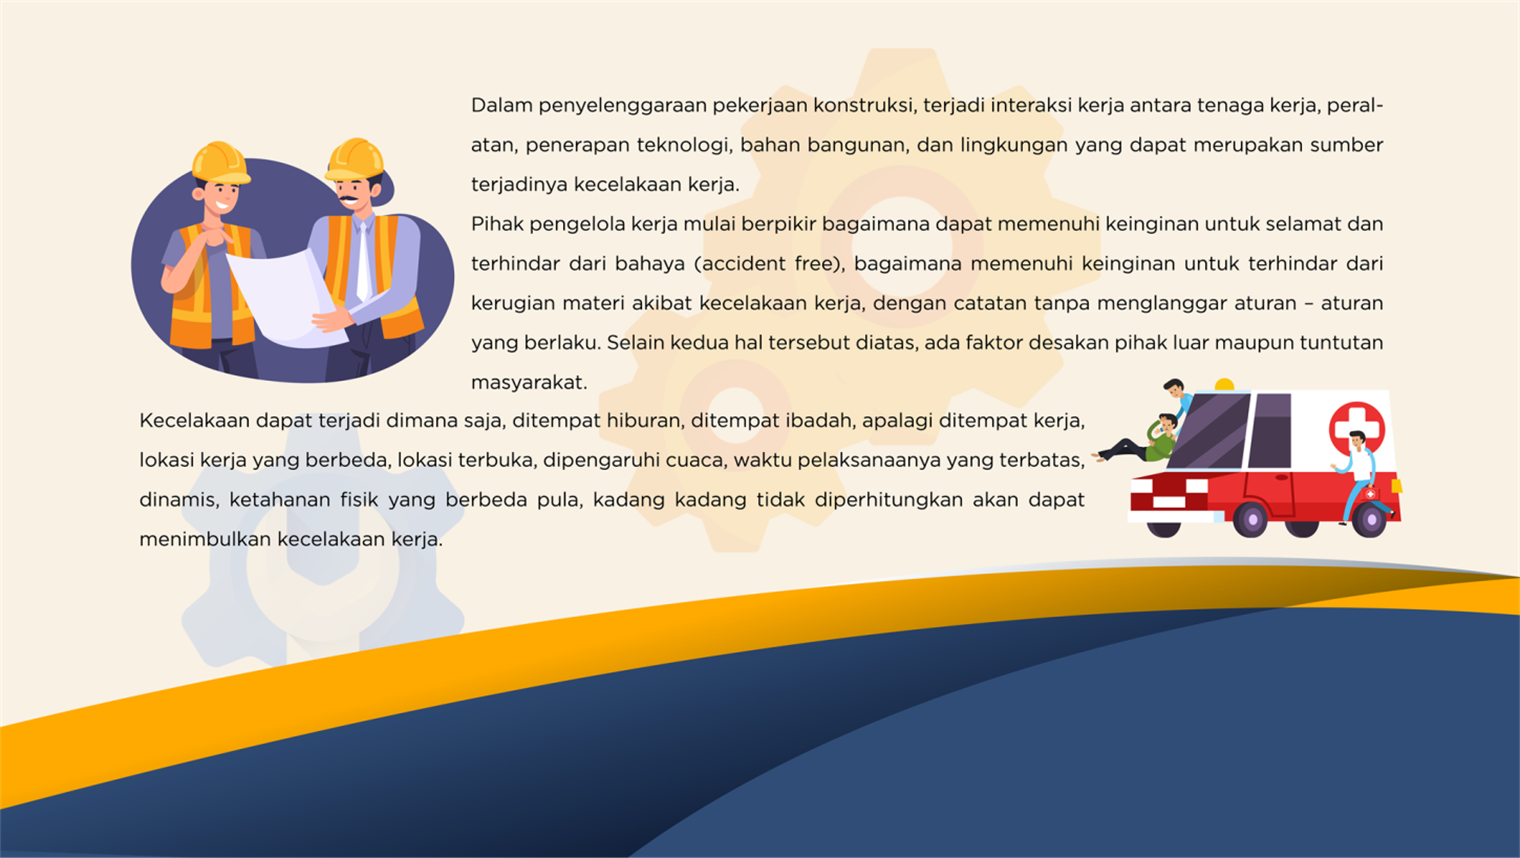 Dalam penyelenggaraan pekerjaan konstruksi, terjadi interaksi kerja antara tenaga kerja, peral-
atan, penerapan teknologi, bahan bangunan, dan lingkungan yang dapat merupakan sumber
terjadinya kecelakaan kerja.
Pihak pengelola kerja mulai berpikir bagaimana dapat memenuhi keinginan untuk selamat dan
terhindar dari bahaya (accident free), bagaimana memenuhi keinginan untuk terhindar dari
kerugian materi akibat kecelakaan kerja, dengan catatan tanpa menglanggar aturan – aturan
yang berlaku. Selain kedua hal tersebut diatas, ada faktor desakan pihak luar maupun tuntutan
masyarakat.
Kecelakaan dapat terjadi dimana saja, ditempat hiburan, ditempat ibadah, apalagi ditempat kerja,
lokasi kerja yang berbeda, lokasi terbuka, dipengaruhi cuaca, waktu pelaksanaanya yang terbatas,
dinamis, ketahanan fisik yang berbeda pula, kadang kadang tidak diperhitungkan akan dapat
menimbulkan kecelakaan kerja.